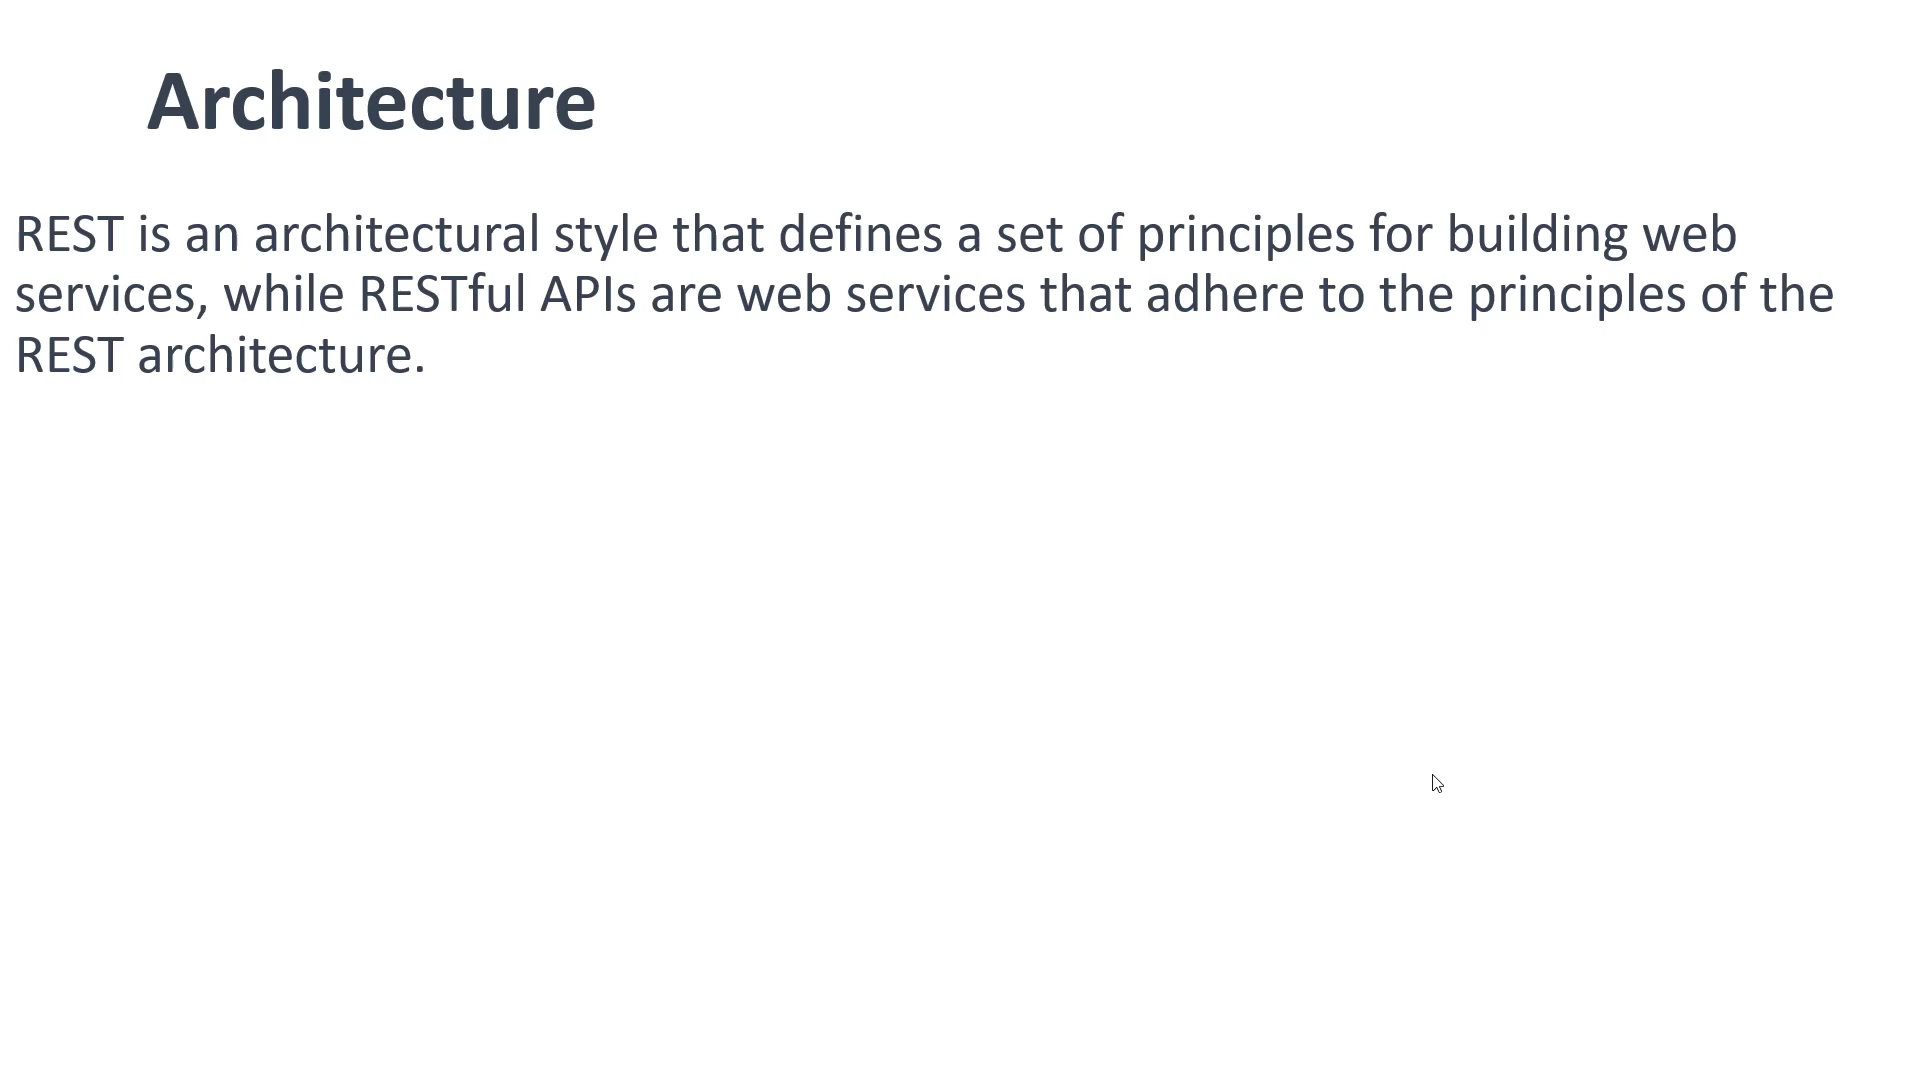 Architecture
REST is an architectural style that defines a set of principles for building web
services, while RESTful APIs are web services that adhere to the principles of the
REST architecture.